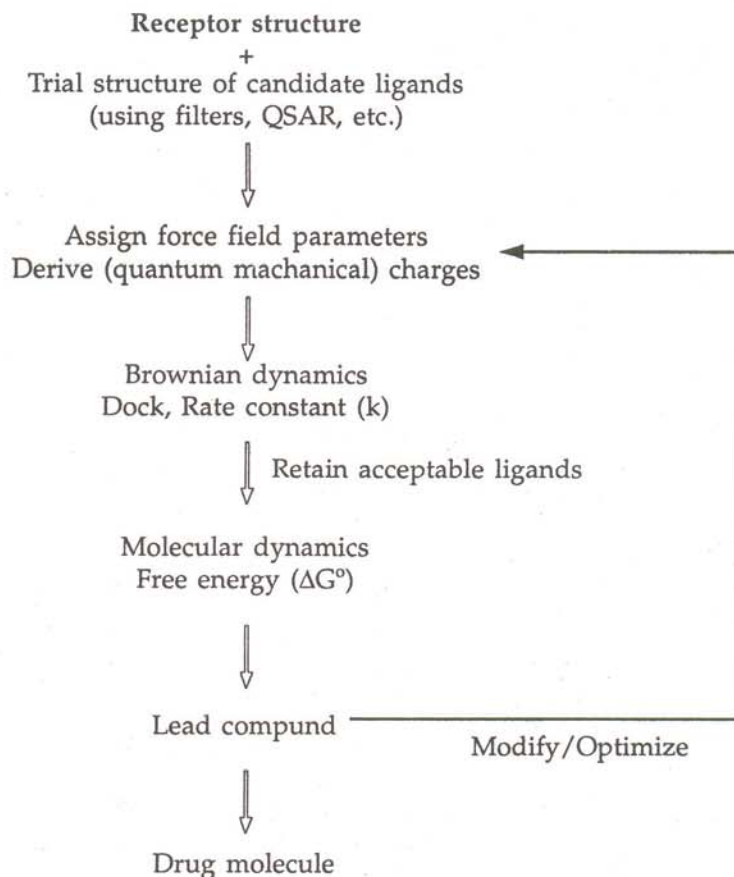 Receptor structure
+
Trial structure of candidate ligands
(using filters, QSAR, etc.)
Assign force field parameters
Derive (quantum machanical) charges
Brownian dynamics
Dock, Rate constant (k)
Retain acceptable ligands
Molecular dynamics
Free energy (ΔGº)
Lead compund
Modify/Optimize
Drug molecule